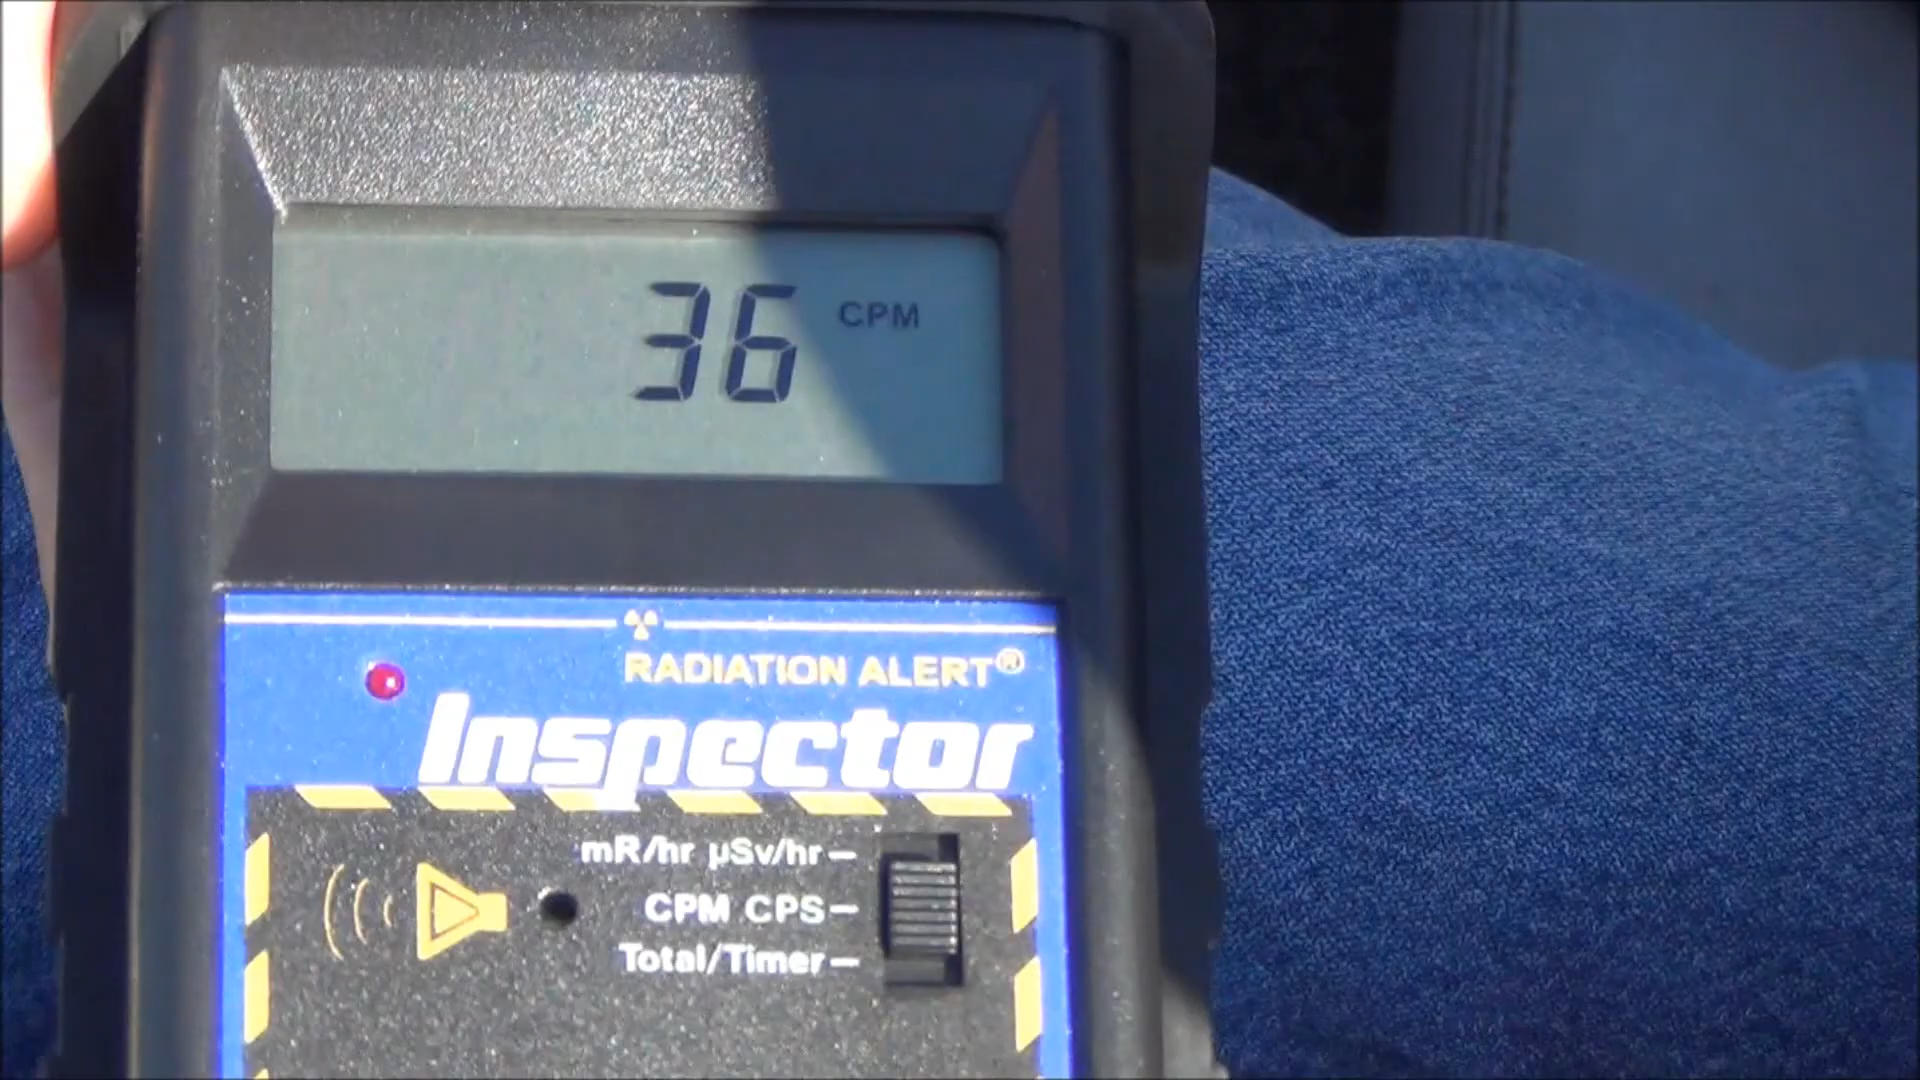 36 CPM
RADIATION ALERT®
Inspector
mR/hr µSv/hr
CPM CPS
Total/Timer